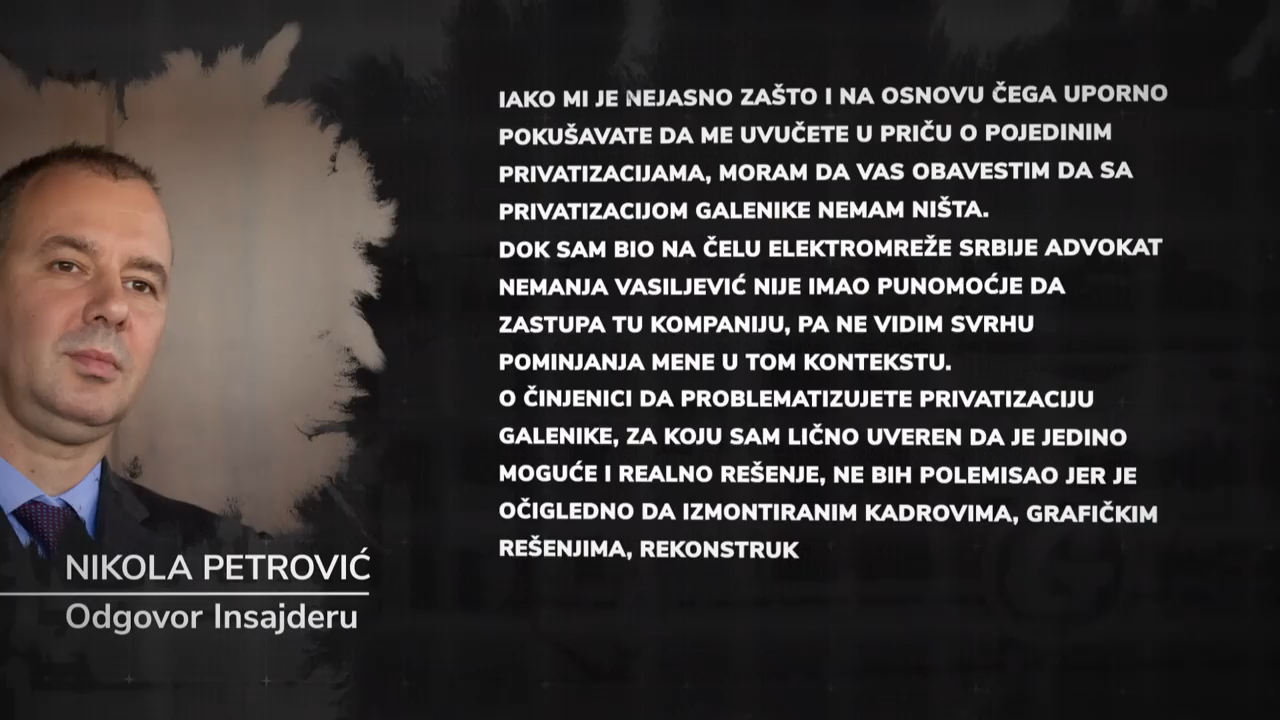 IAKO MI JE NEJASNO ZAŠTO I NA OSNOVU ČEGA UPORNO
POKUŠAVATE DA ME UVUČETE U PRIČU O POJEDINIM
PRIVATIZACIJAMA, MORAM DA VAS OBAVESTIM DA SA
PRIVATIZACIJOM GALENIKE NEMAM NIŠTA.
DOK SAM BIO NA ČELU ELEKTROMREŽE SRBIJE ADVOKAT
NEMANJA VASILJEVIĆ NIJE IMAO PUNOMOĆJE DA
ZASTUPA TU KOMPANIJU, PA NE VIDIM SVRHU
POMINJANJA MENE U TOM KONTEKSTU.
O ČINJENICI DA PROBLEMATIZUJETE PRIVATIZACIJU
GALENIKE, ZA KOJU SAM LIČNO UVEREN DA JE JEDINO
MOGUĆE I REALNO REŠENJE, NE BIH POLEMISAO JER JE
OČIGLEDNO DA IZMONTIRANIM KADROVIMA, GRAFIČKIM
REŠENJIMA, REKONSTRUK
NIKOLA PETROVIĆ
Odgovor Insajderu